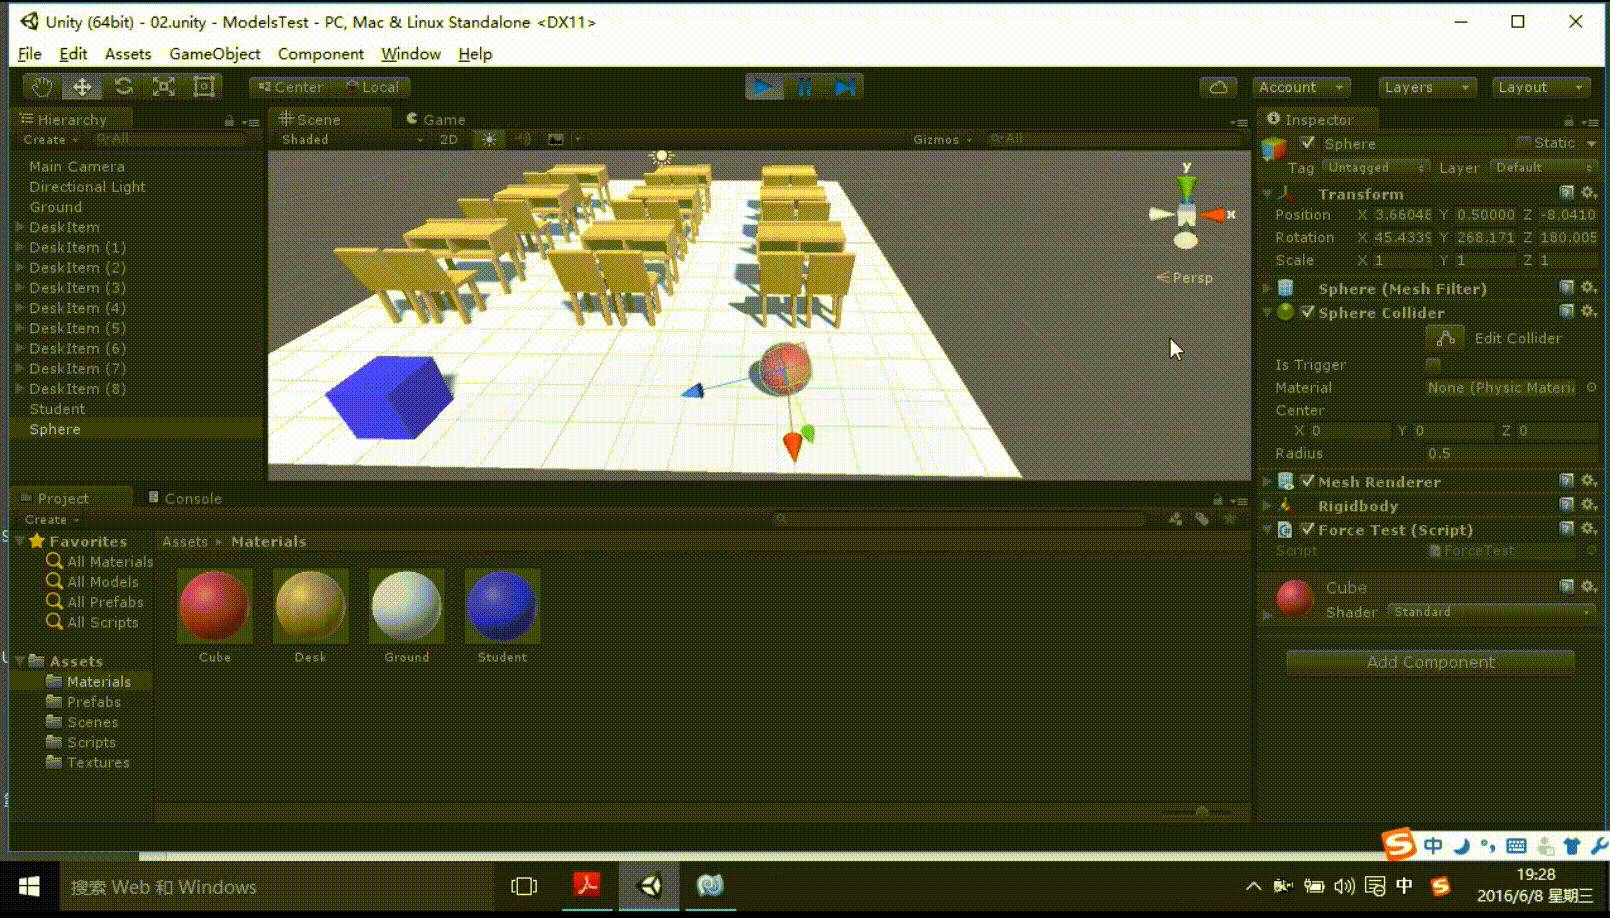 Unity (64bit) - 02.unity - ModelsTest - PC, Mac & Linux Standalone <DX11>
File Edit Assets GameObject Component Window Help
Center Local
Account Layers Layout
Hierarchy
Create All
Main Camera
Directional Light
Ground
DeskItem
DeskItem (1)
DeskItem (2)
DeskItem (3)
DeskItem (4)
DeskItem (5)
DeskItem (6)
DeskItem (7)
DeskItem (8)
Student
Sphere
Scene Game
Shaded 2D Gizmos All
y
x
Persp
Inspector
Sphere Static
Tag Untagged Layer Default
Transform
Position X 3.66048 Y 0.50000 Z -8.0410
Rotation X 45.4339 Y 268.171 Z 180.005
Scale X 1 Y 1 Z 1
Sphere (Mesh Filter)
Sphere Collider
Edit Collider
Is Trigger
Material None (Physic Materi
Center
X 0 Y 0 Z 0
Radius 0.5
Mesh Renderer
Rigidbody
Force Test (Script)
Script ForceTest
Cube
Shader Standard
Add Component
Project Console
Create
Favorites
All Materials
All Models
All Prefabs
All Scripts
Assets
Materials
Prefabs
Scenes
Scripts
Textures
Assets Materials
Cube Desk Ground Student
中
搜索 Web 和 Windows
中
19:28
2016/6/8 星期三